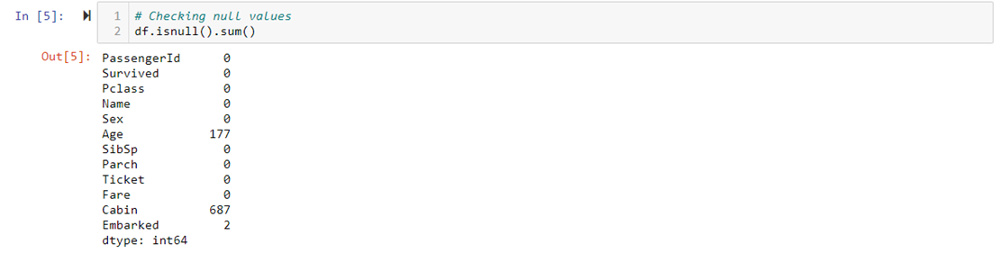 In [5]:
1 # Checking null values
2 df.isnull().sum()
Out[5]:
PassengerId 0
Survived 0
Pclass 0
Name 0
Sex 0
Age 177
SibSp 0
Parch 0
Ticket 0
Fare 0
Cabin 687
Embarked 2
dtype: int64